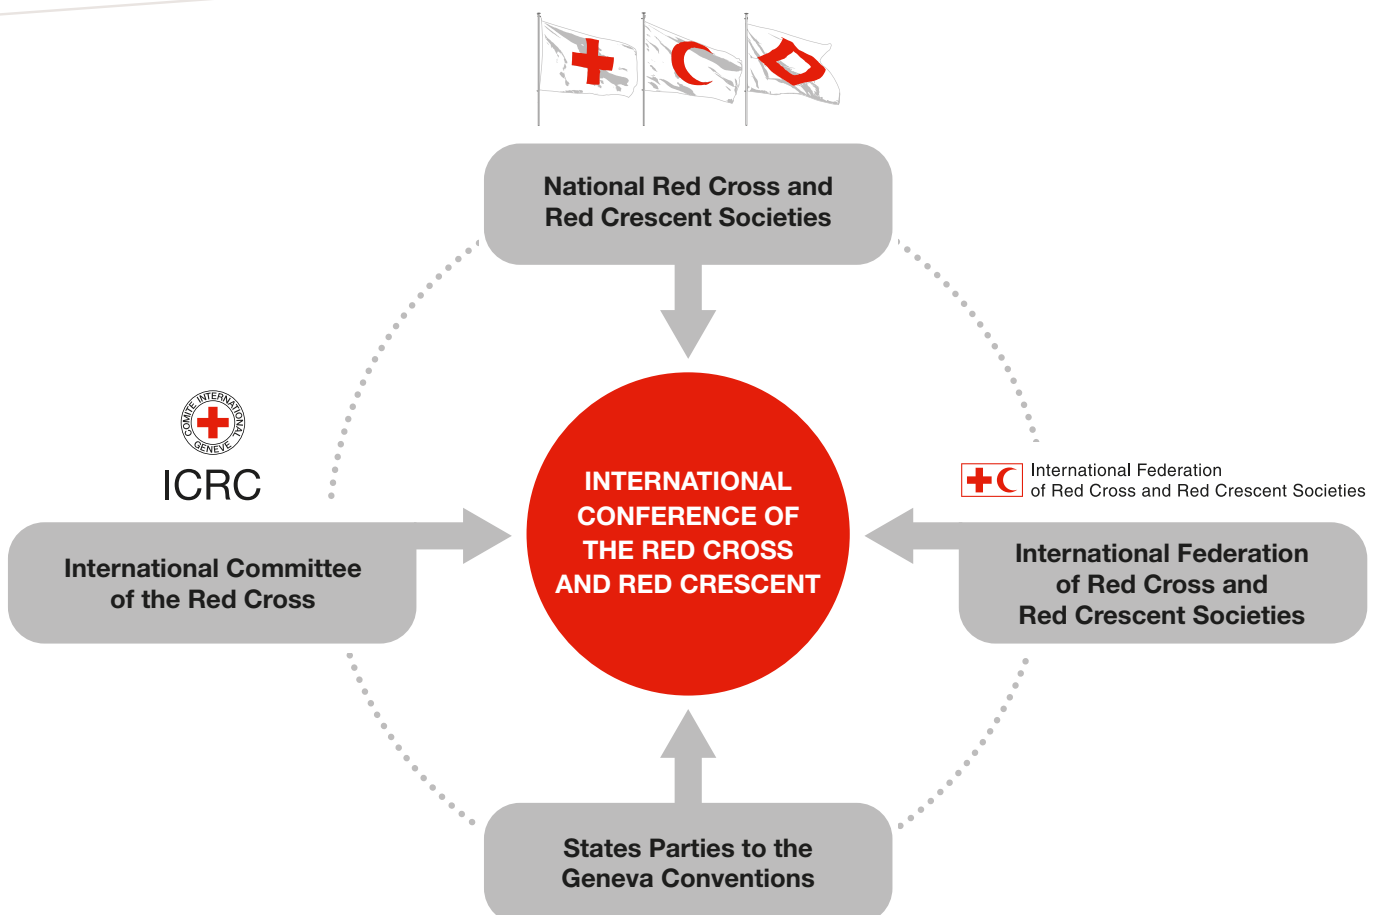 National Red Cross and
Red Crescent Societies
COMITE INTERNATIONAL
GENEVE
ICRC
International Committee
of the Red Cross
INTERNATIONAL
CONFERENCE OF
THE RED CROSS
AND RED CRESCENT
International Federation
of Red Cross and Red Crescent Societies
International Federation
of Red Cross and
Red Crescent Societies
States Parties to the
Geneva Conventions